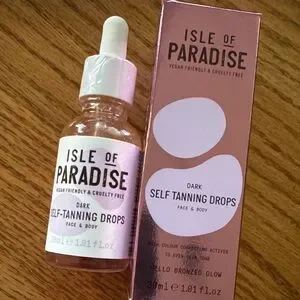 ISLE OF
PARADISE
VEGAN FRIENDLY & CRUELTY FREE
DARK
SELF-TANNING DROPS
FACE & BODY
30ml e 1.01 fl.oz
ISLE OF
PARADISE
VEGAN FRIENDLY & CRUELTY FREE
DARK
SELF TANNING DROPS
FACE & BODY
COLOUR CORRECTING ACTIVES
TO EVEN YOUR TONE
HELLO BRONZED GLOW
30ml e 1.01 fl.oz